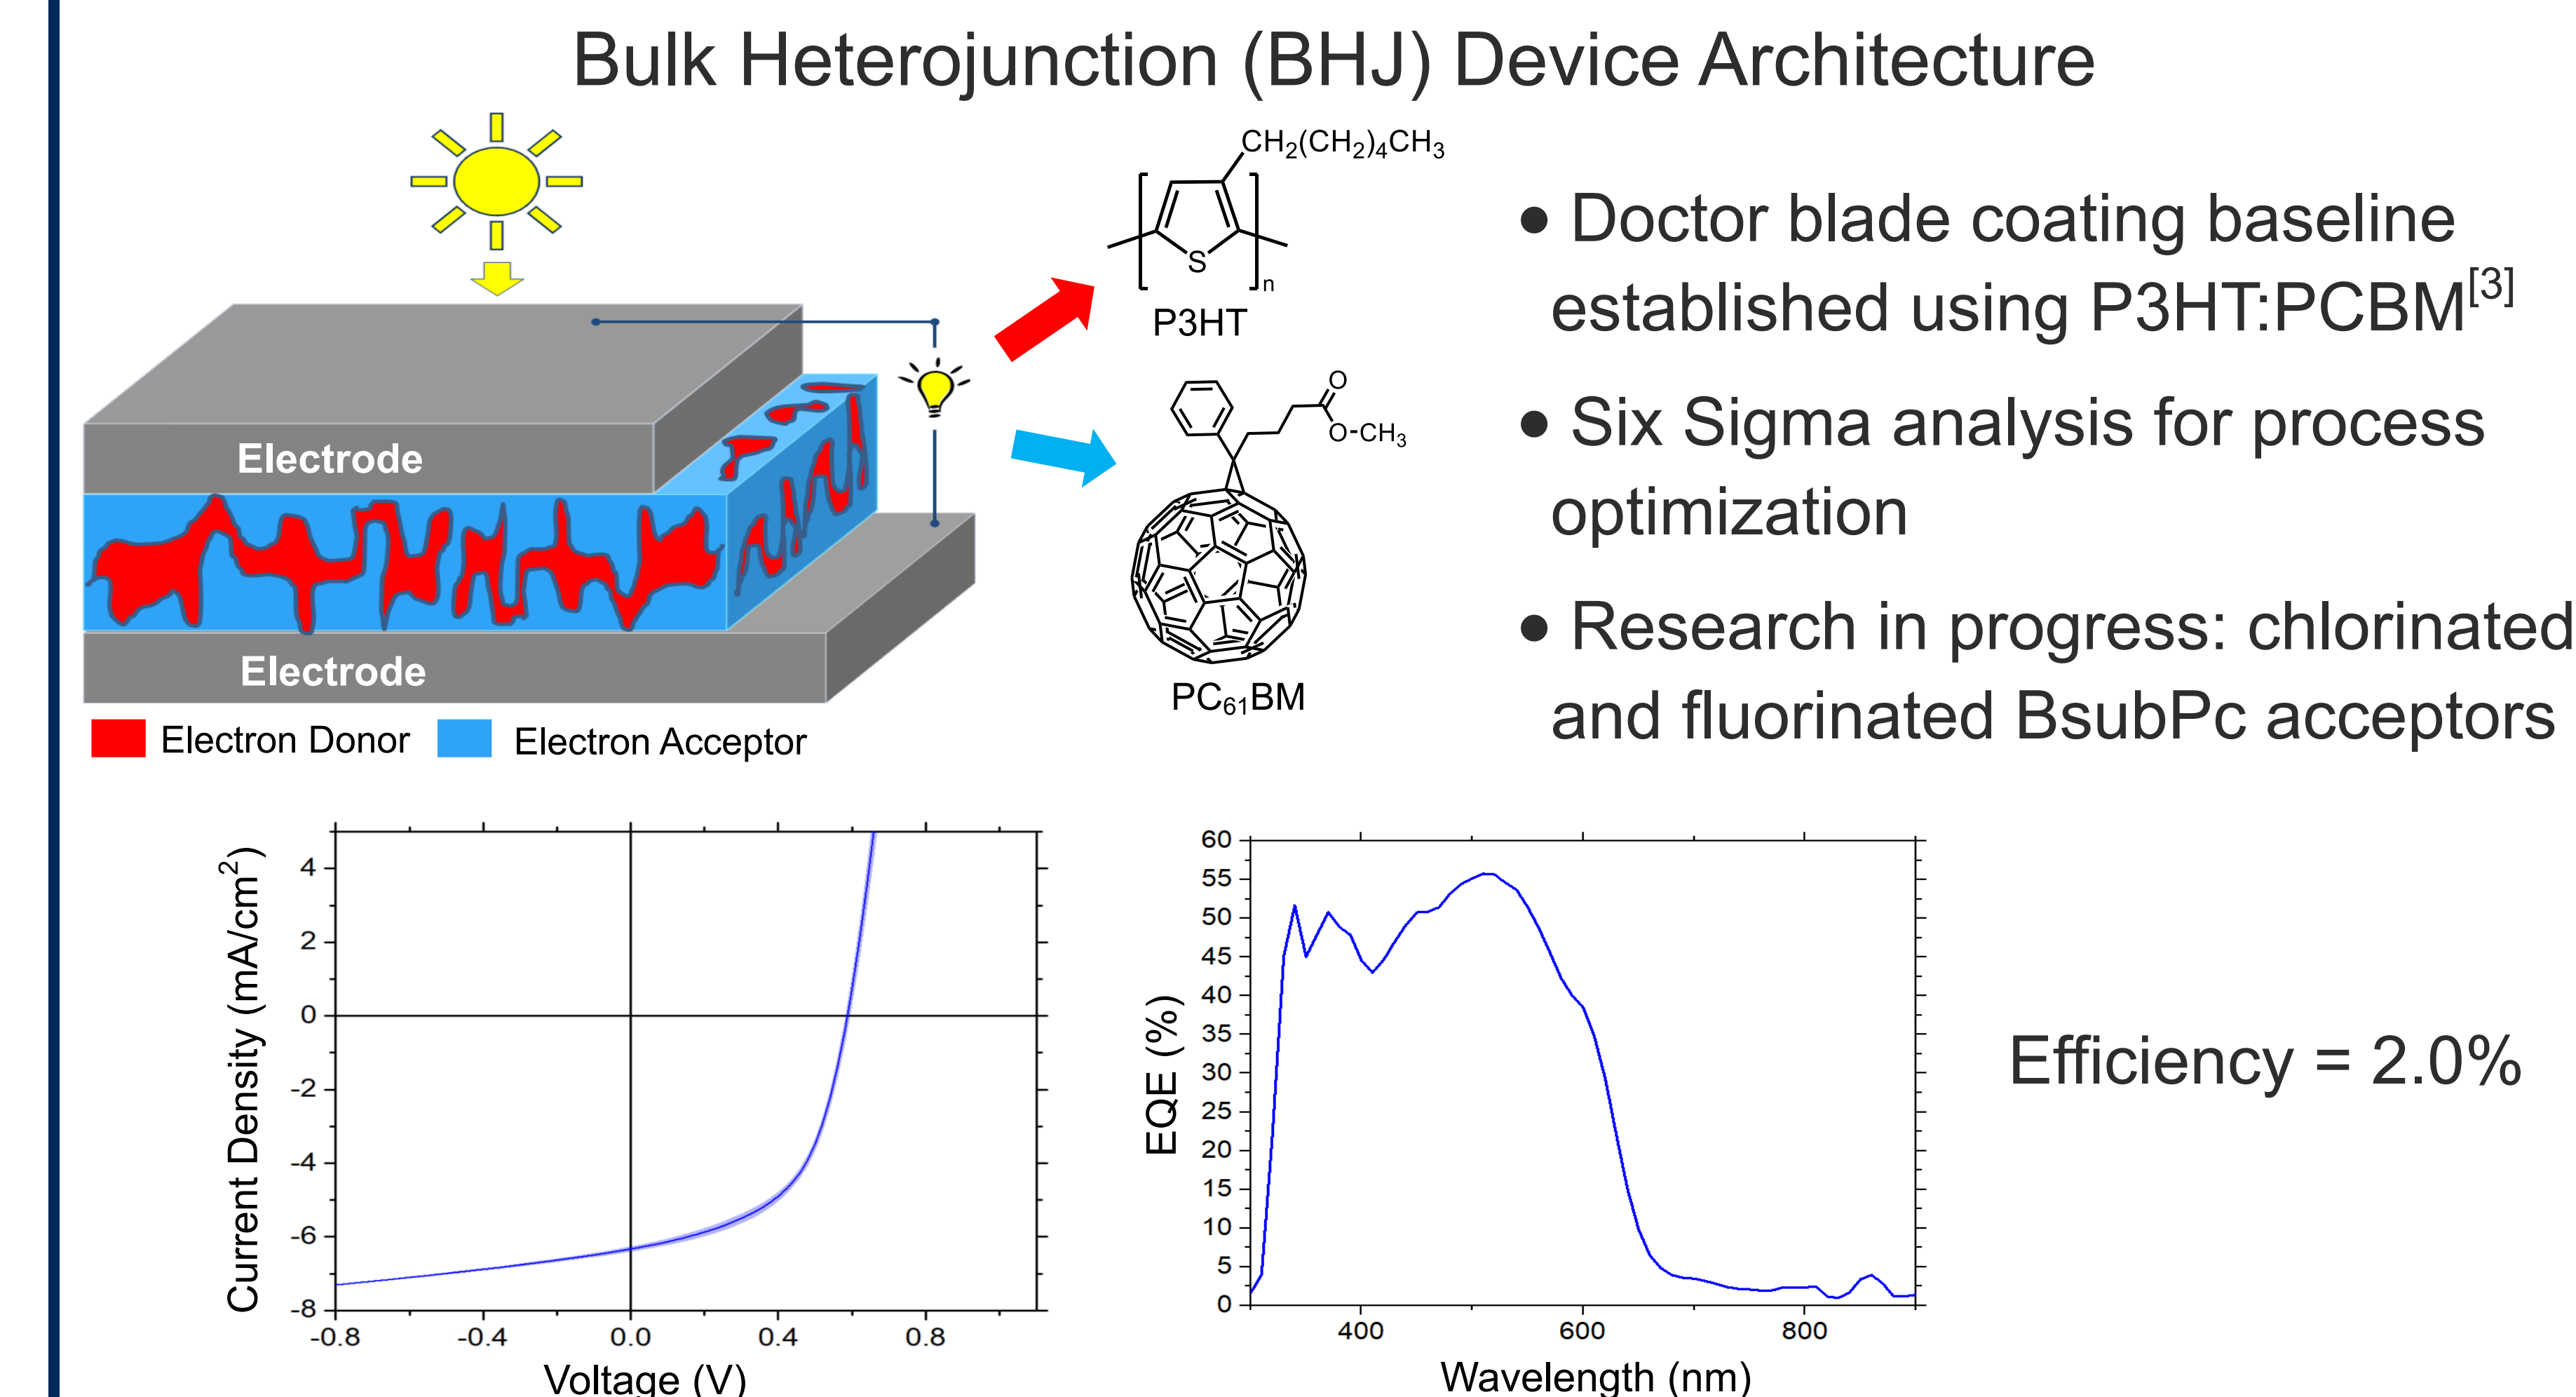 Bulk Heterojunction (BHJ) Device Architecture
CH2(CH2)4CH3
S
n
P3HT
O
O-CH3
PC61BM
Electrode
Electrode
Electron Donor
Electron Acceptor
• Doctor blade coating baseline
established using P3HT:PCBM[3]
• Six Sigma analysis for process
optimization
• Research in progress: chlorinated
and fluorinated BsubPc acceptors
Current Density (mA/cm2)
4
2
0
-2
-4
-6
-8
-0.8 -0.4 0.0 0.4 0.8
Voltage (V)
EQE (%)
60
55
50
45
40
35
30
25
20
15
10
5
0
400 600 800
Wavelength (nm)
Efficiency = 2.0%